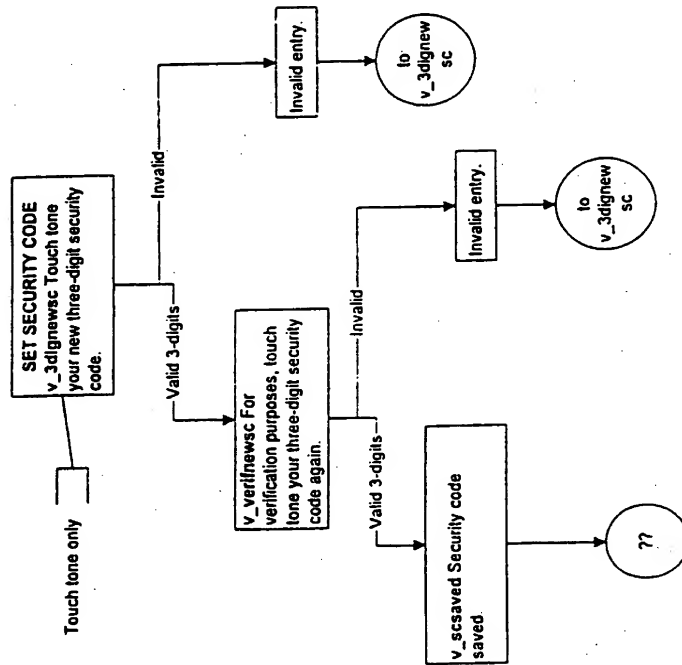 Touch tone only
SET SECURITY CODE
v_3dignewsc Touch tone
your new three-digit security
code.
Valid 3-digits
Invalid
Invalid entry.
to
v_3dignew
sc
v_verifnewsc For
verification purposes, touch
tone your three-digit security
code again.
Valid 3-digits
Invalid
Invalid entry.
to
v_3dignew
sc
v_scsaved Security code
saved.
??